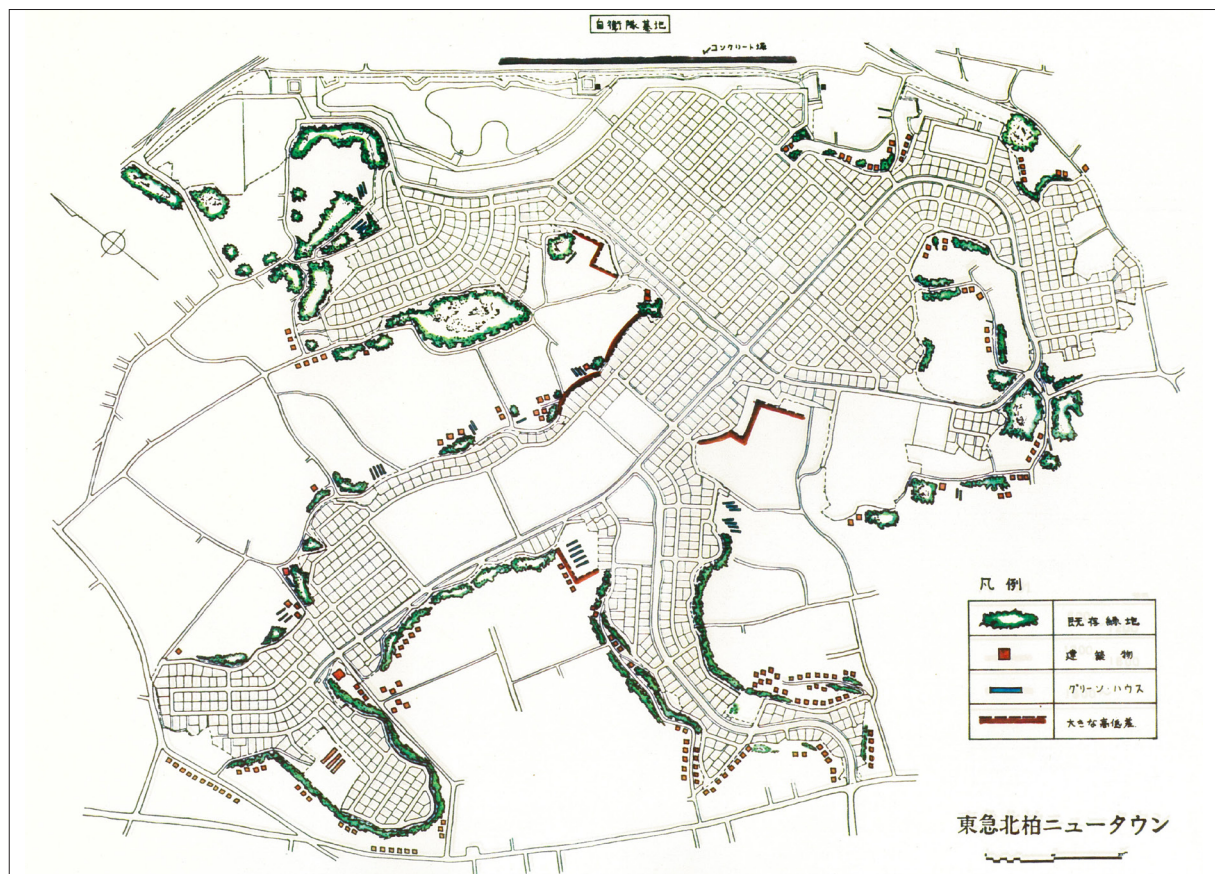 自衛隊基地
コンクリート塀
凡例
既存緑地
建築物
グリーン・ハウス
大きな高低差
東急北柏ニュータウン